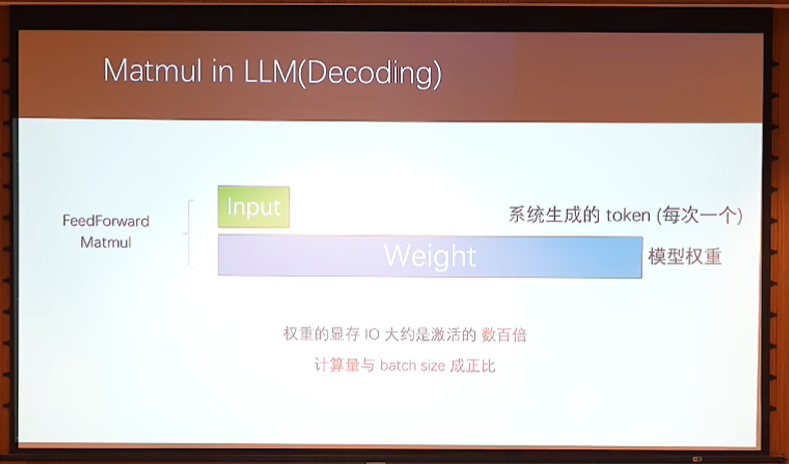 Matmul in LLM(Decoding)
Input
系统生成的 token (每次一个)
FeedForward
Matmul
Weight
模型权重
权重的显存 IO 大约是激活的 数百倍
计算量与 batch size 成正比